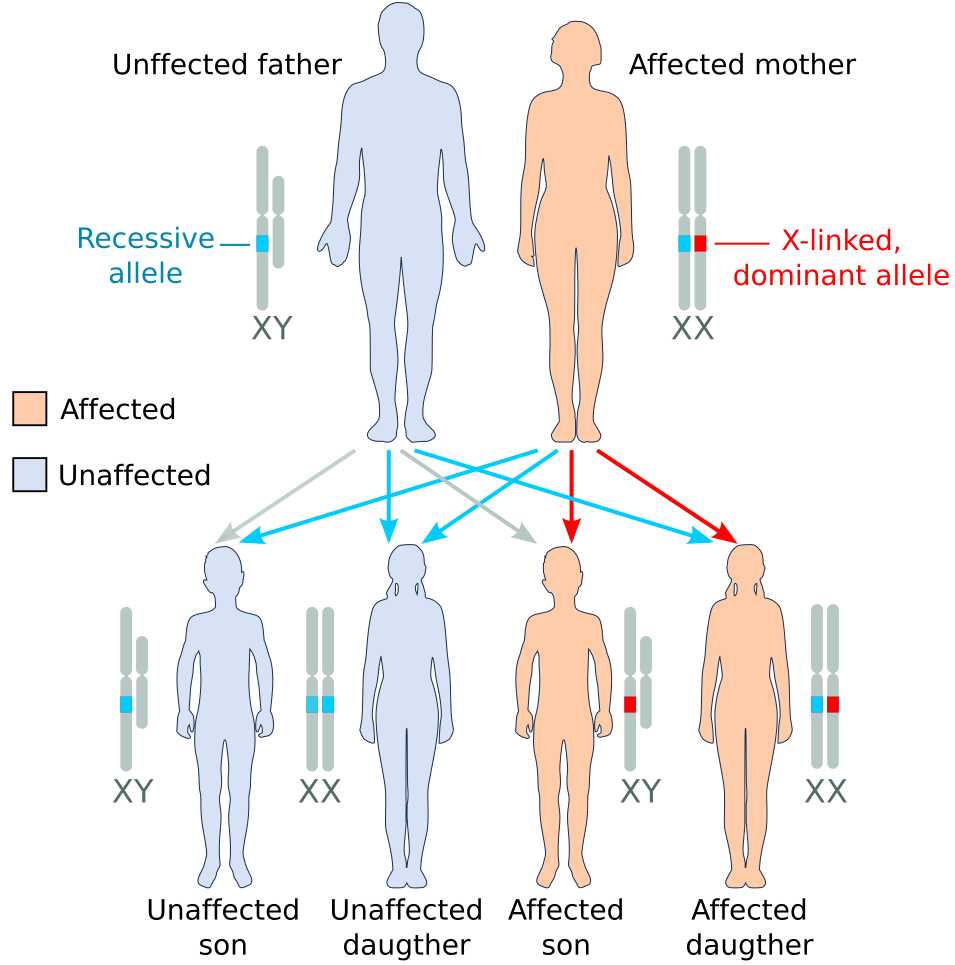 Unffected father
Affected mother
Recessive
allele
X-linked,
dominant allele
XY
XX
Affected
Unaffected
XY
XX
XY
XX
Unaffected
son
Unaffected
daugther
Affected
son
Affected
daugther